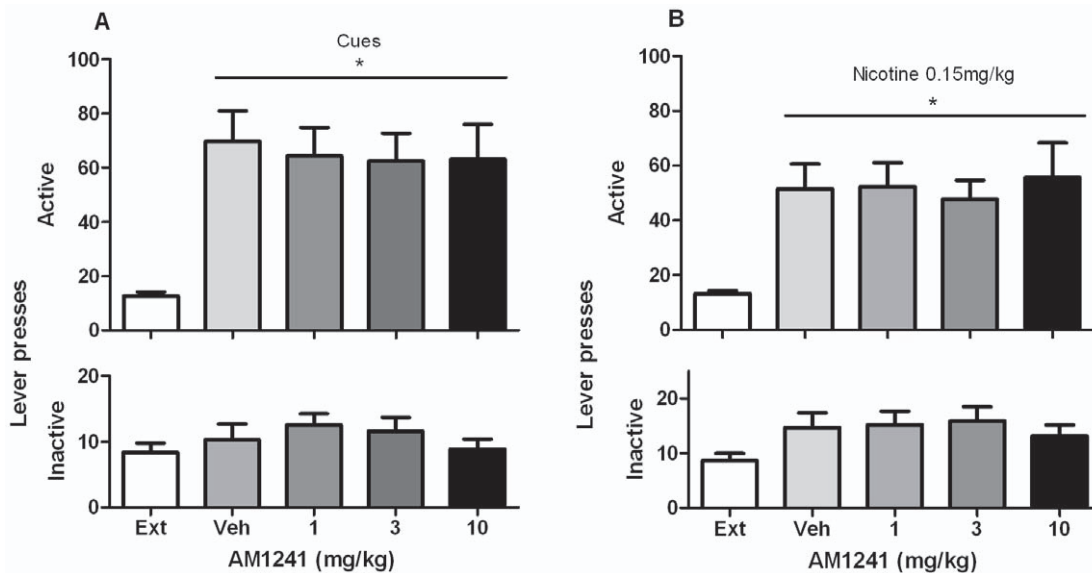 A
Cues
*
100
80
60
40
20
0
Active
Lever presses
20
10
0
Inactive
Ext Veh 1 3 10
AM1241 (mg/kg)
B
Nicotine 0.15mg/kg
*
100
80
60
40
20
0
Active
Lever presses
20
10
0
Inactive
Ext Veh 1 3 10
AM1241 (mg/kg)